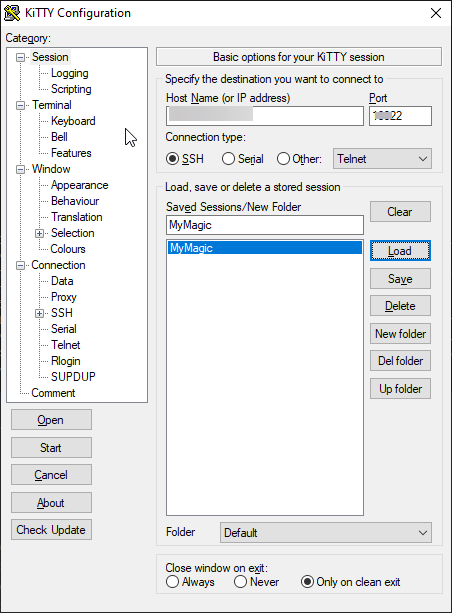 KiTTY Configuration
Category:
Session
Logging
Scripting
Terminal
Keyboard
Bell
Features
Window
Appearance
Behaviour
Translation
Selection
Colours
Connection
Data
Proxy
SSH
Serial
Telnet
Rlogin
SUPDUP
Comment
Open
Start
Cancel
About
Check Update
Basic options for your KiTTY session
Specify the destination you want to connect to
Host Name (or IP address) Port
Connection type:
SSH Serial Other: Telnet
Load, save or delete a stored session
Saved Sessions/New Folder
MyMagic
Clear
MyMagic
Load
Save
Delete
New folder
Del folder
Up folder
Folder Default
Close window on exit:
Always Never Only on clean exit